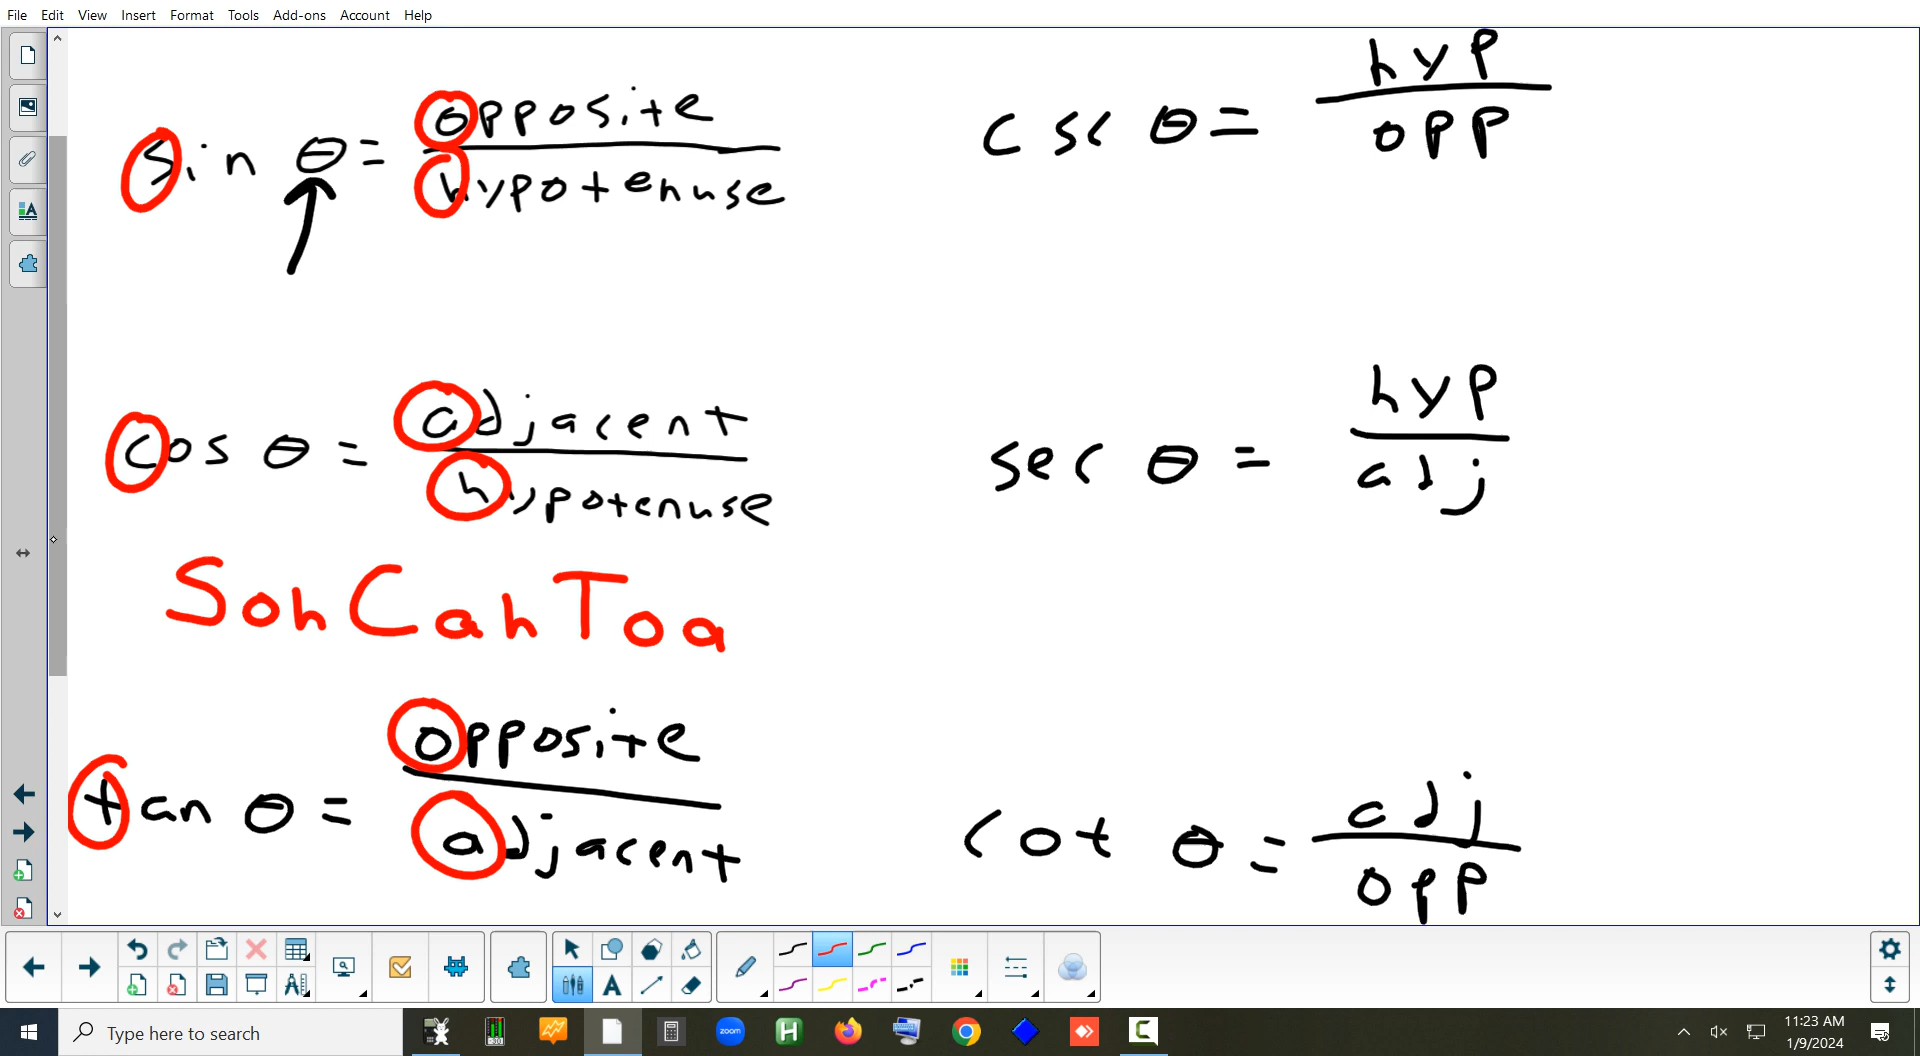 File Edit View Insert Format Tools Add-ons Account Help
sin θ = opposite / hypotenuse
csc θ = hyp / opp
cos θ = adjacent / hypotenuse
sec θ = hyp / adj
SohCahToa
tan θ = opposite / adjacent
cot θ = adj / opp
Type here to search
zoom
11:23 AM
1/9/2024